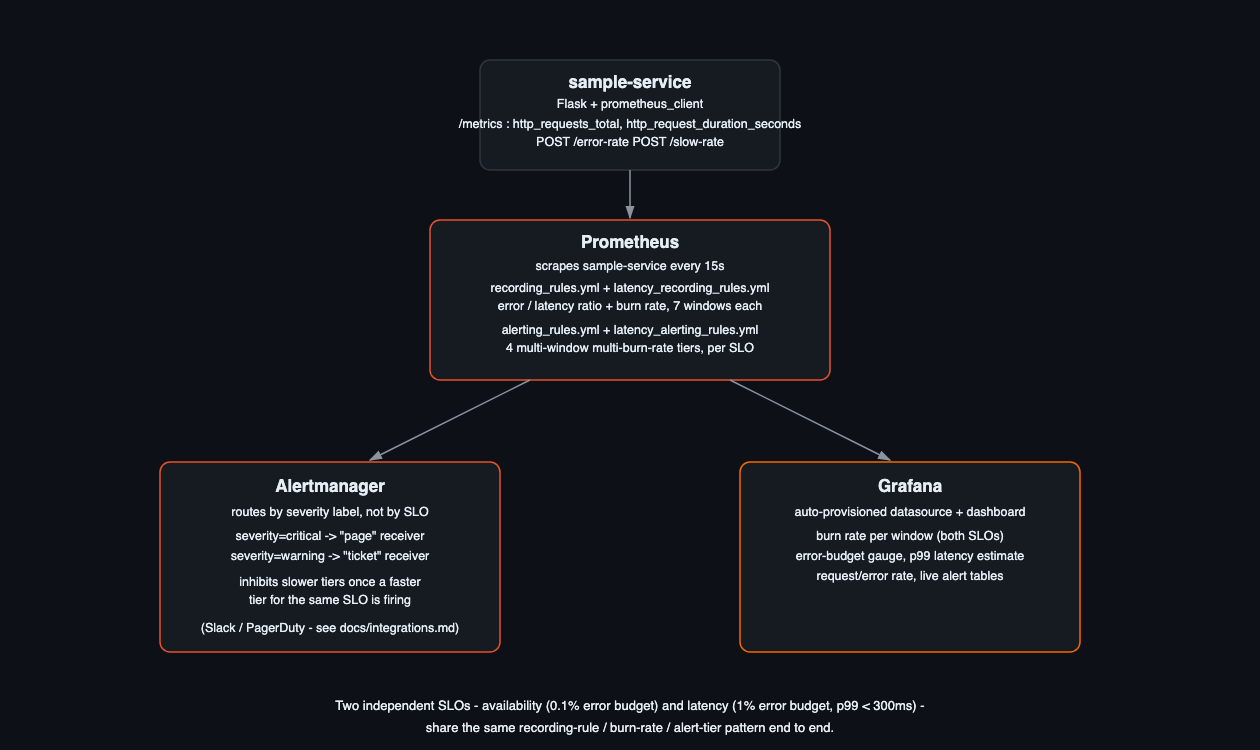 sample-service
Flask + prometheus_client
/metrics : http_requests_total, http_request_duration_seconds
POST /error-rate POST /slow-rate
Prometheus
scrapes sample-service every 15s
recording_rules.yml + latency_recording_rules.yml
error / latency ratio + burn rate, 7 windows each
alerting_rules.yml + latency_alerting_rules.yml
4 multi-window multi-burn-rate tiers, per SLO
Alertmanager
routes by severity label, not by SLO
severity=critical -> "page" receiver
severity=warning -> "ticket" receiver
inhibits slower tiers once a faster
tier for the same SLO is firing
(Slack / PagerDuty - see docs/integrations.md)
Grafana
auto-provisioned datasource + dashboard
burn rate per window (both SLOs)
error-budget gauge, p99 latency estimate
request/error rate, live alert tables
Two independent SLOs - availability (0.1% error budget) and latency (1% error budget, p99 < 300ms) -
share the same recording-rule / burn-rate / alert-tier pattern end to end.